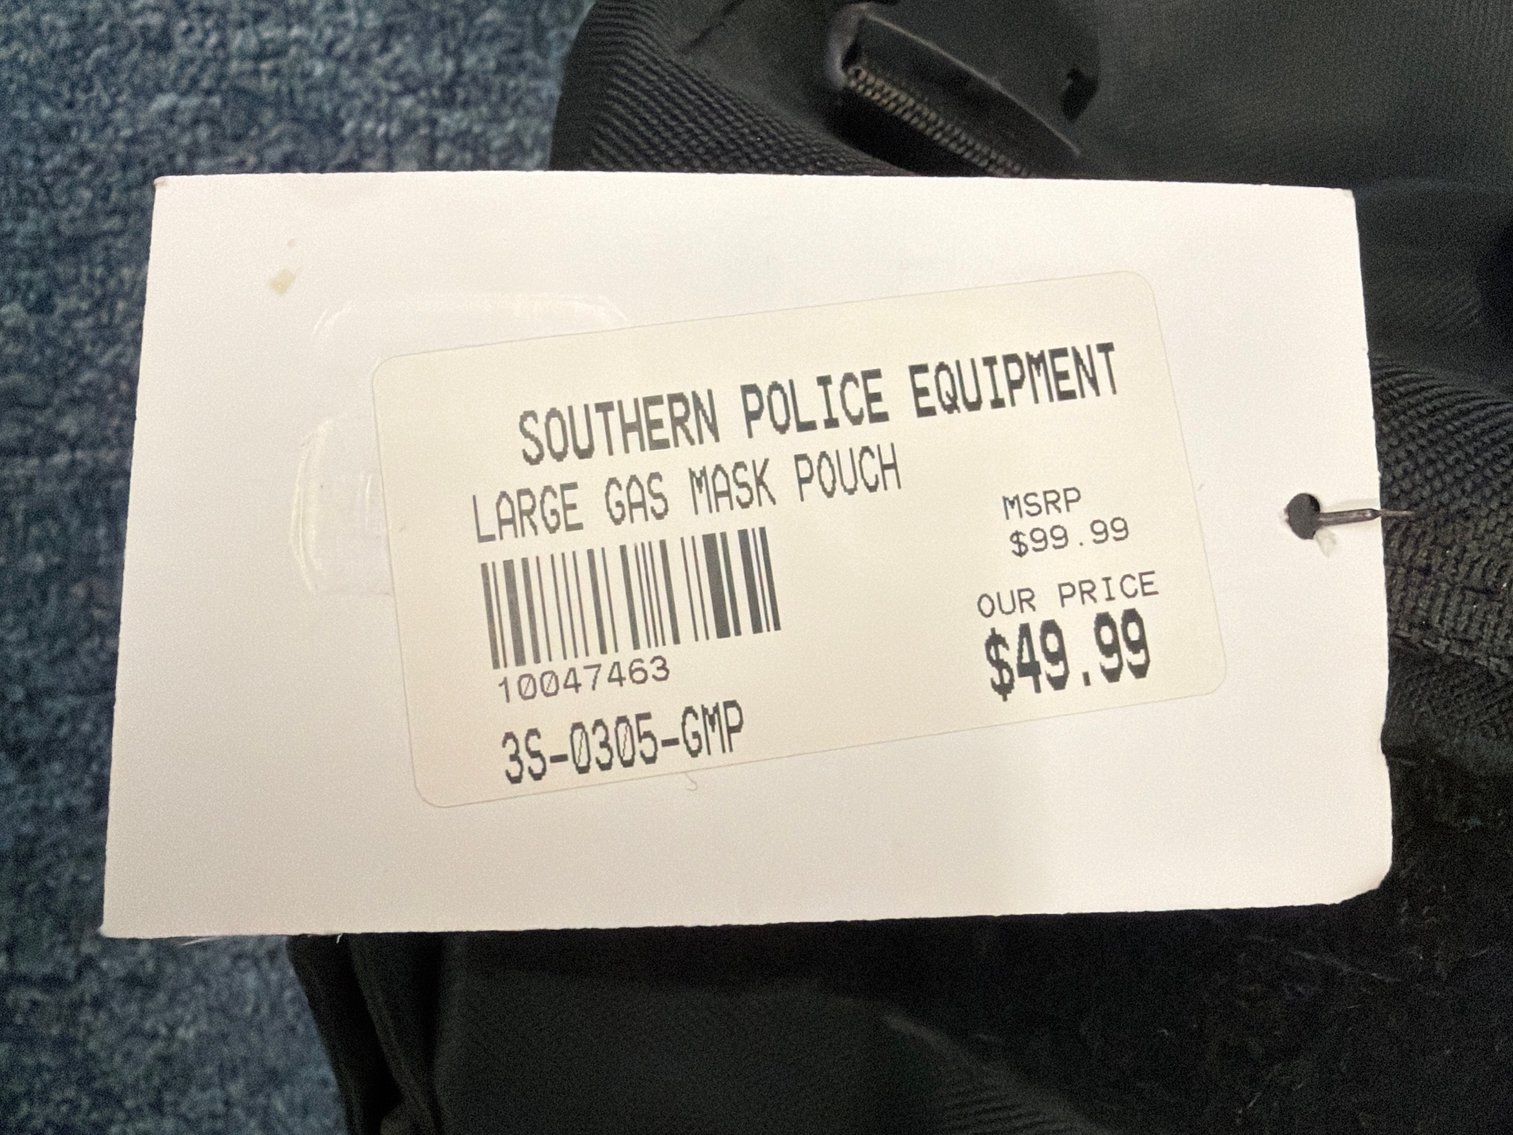 SOUTHERN POLICE EQUIPMENT
LARGE GAS MASK POUCH
MSRP
$99.99
10047463
OUR PRICE
$49.99
3S-0305-GMP